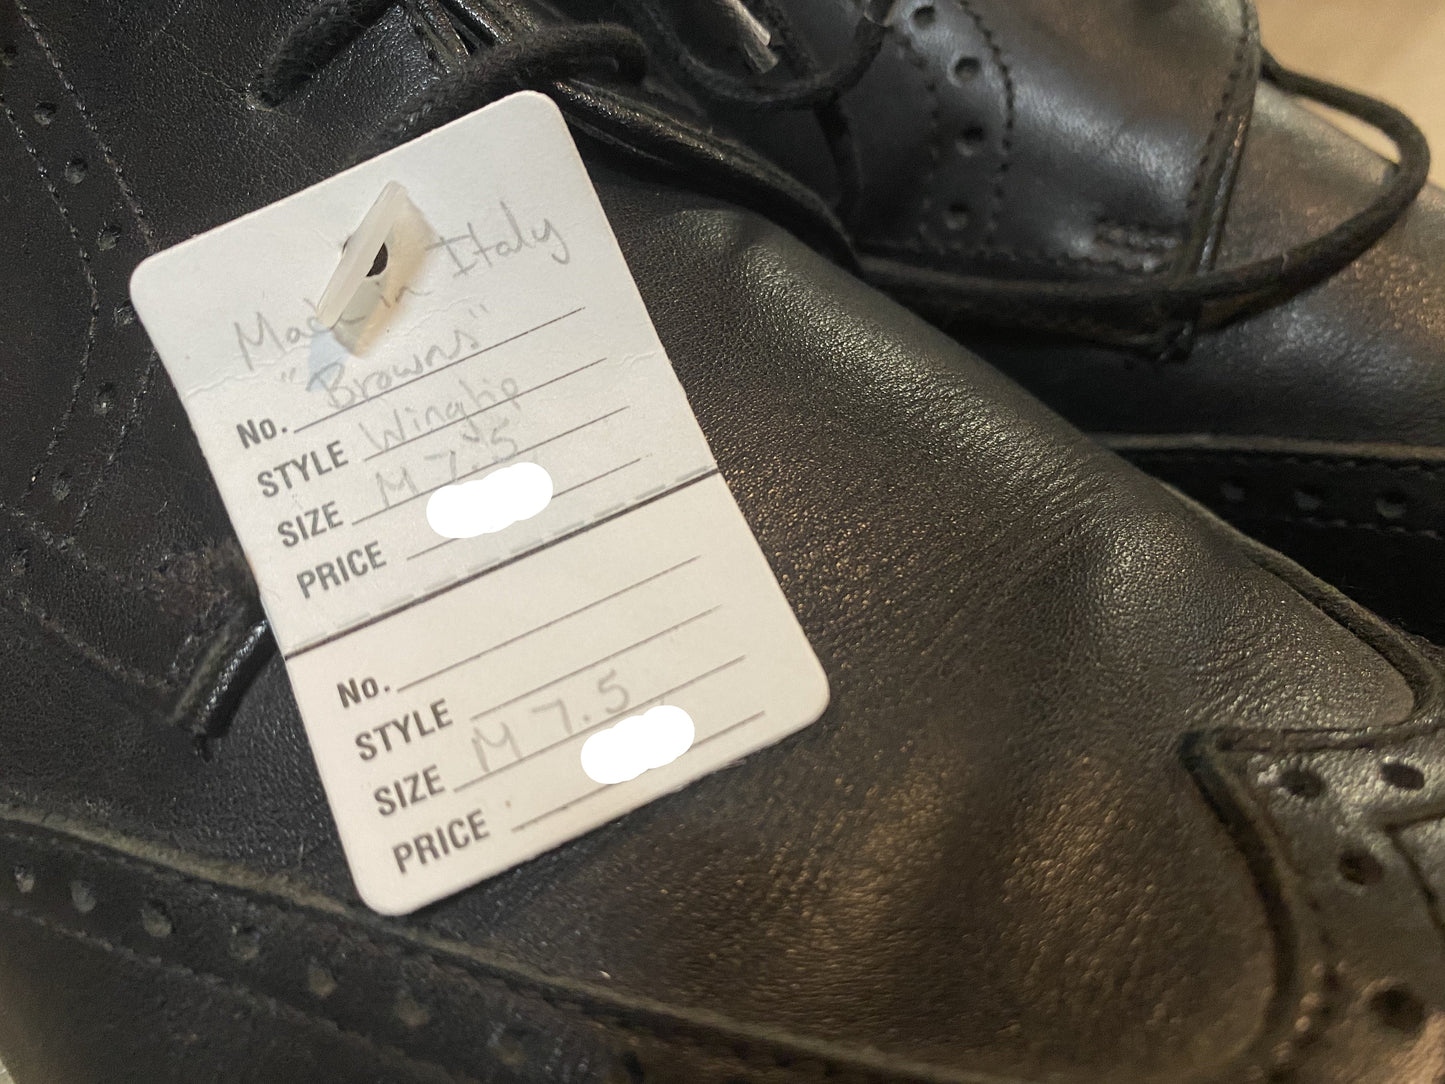 Made in Italy
"Browns"
No.
STYLE Wingtip
SIZE M 7.5
PRICE
No.
STYLE
SIZE M 7.5
PRICE